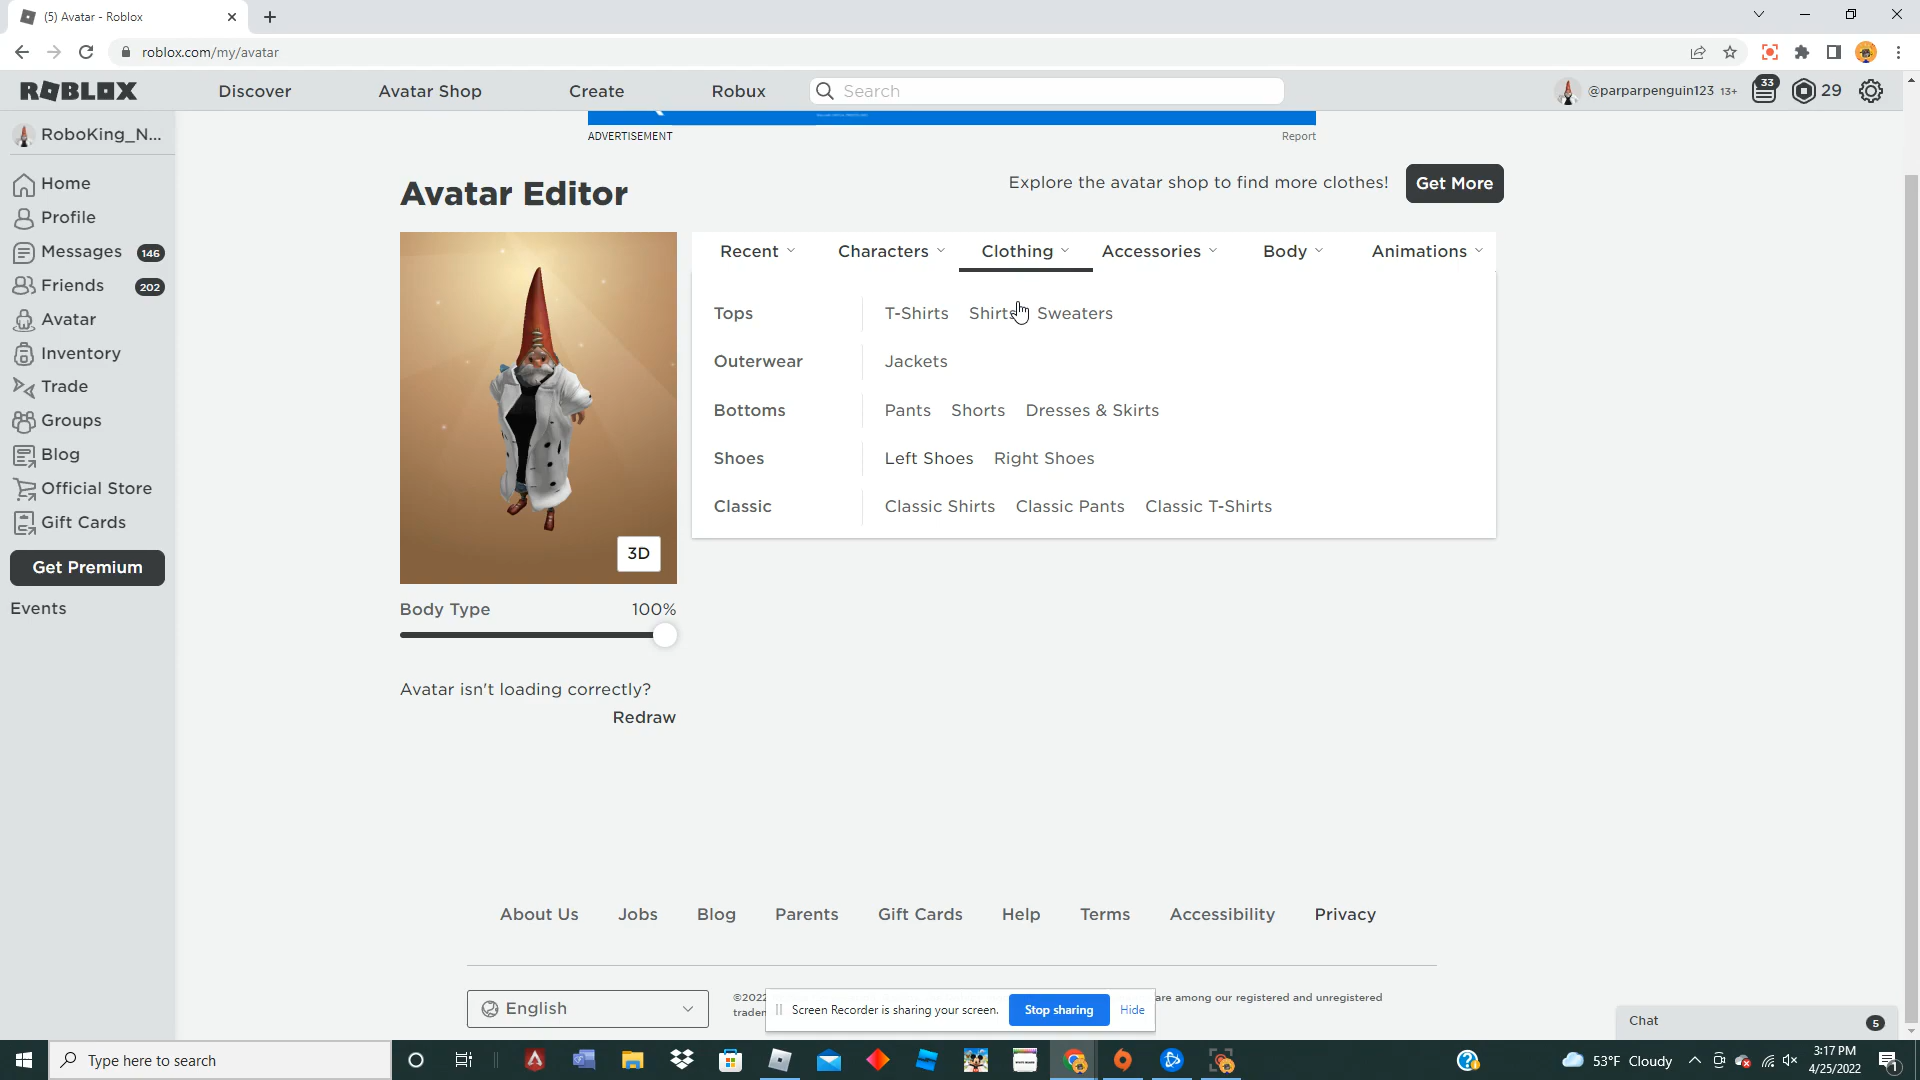 (5) Avatar - Roblox
roblox.com/my/avatar
ROBLOX
Discover
Avatar Shop
Create
Robux
Search
@parparpenguin123 13+
33
29
RoboKing_N...
ADVERTISEMENT
Report
Home
Profile
Messages 146
Friends 202
Avatar
Inventory
Trade
Groups
Blog
Official Store
Gift Cards
Get Premium
Events
Avatar Editor
Explore the avatar shop to find more clothes!
Get More
Recent
Characters
Clothing
Accessories
Body
Animations
Tops T-Shirts Shirts Sweaters
Outerwear Jackets
Bottoms Pants Shorts Dresses & Skirts
Shoes Left Shoes Right Shoes
Classic Classic Shirts Classic Pants Classic T-Shirts
3D
Body Type 100%
Avatar isn't loading correctly?
Redraw
About Us Jobs Blog Parents Gift Cards Help Terms Accessibility Privacy
English
©2022
are among our registered and unregistered
Screen Recorder is sharing your screen.
Stop sharing
Hide
Chat 5
Type here to search
53°F Cloudy
3:17 PM
4/25/2022
1